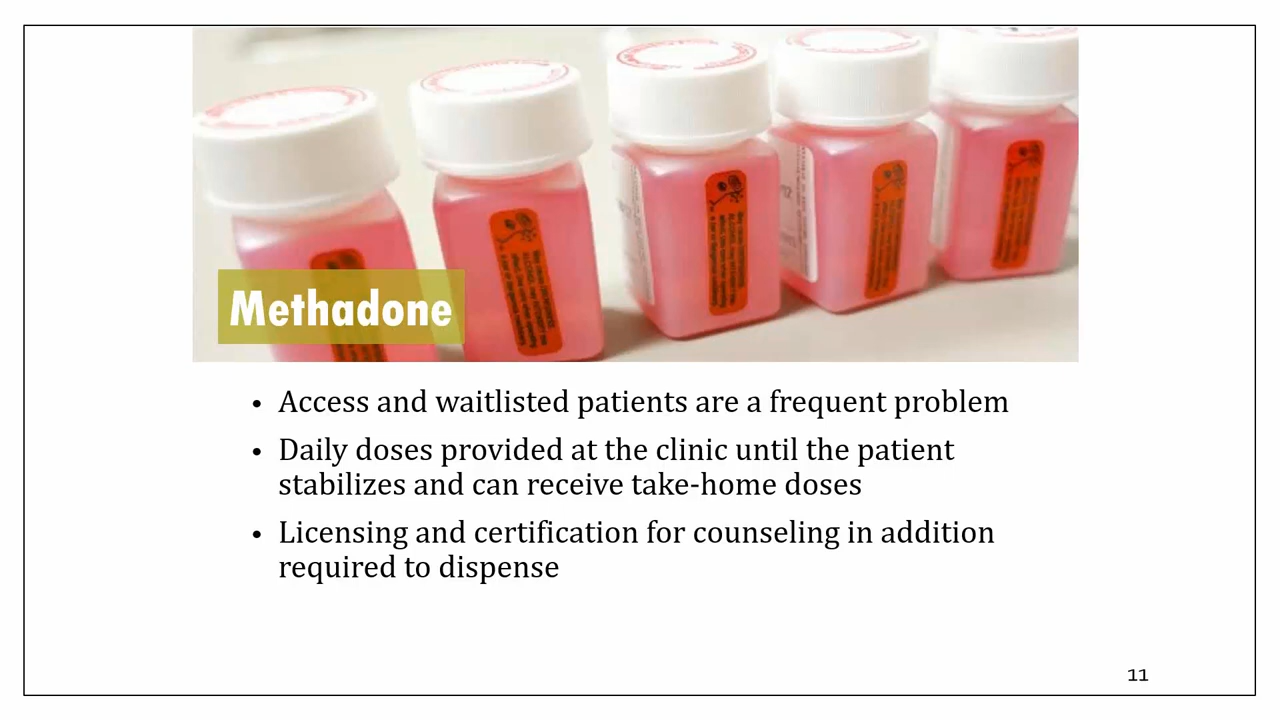 Methadone
• Access and waitlisted patients are a frequent problem
• Daily doses provided at the clinic until the patient
stabilizes and can receive take-home doses
• Licensing and certification for counseling in addition
required to dispense
11